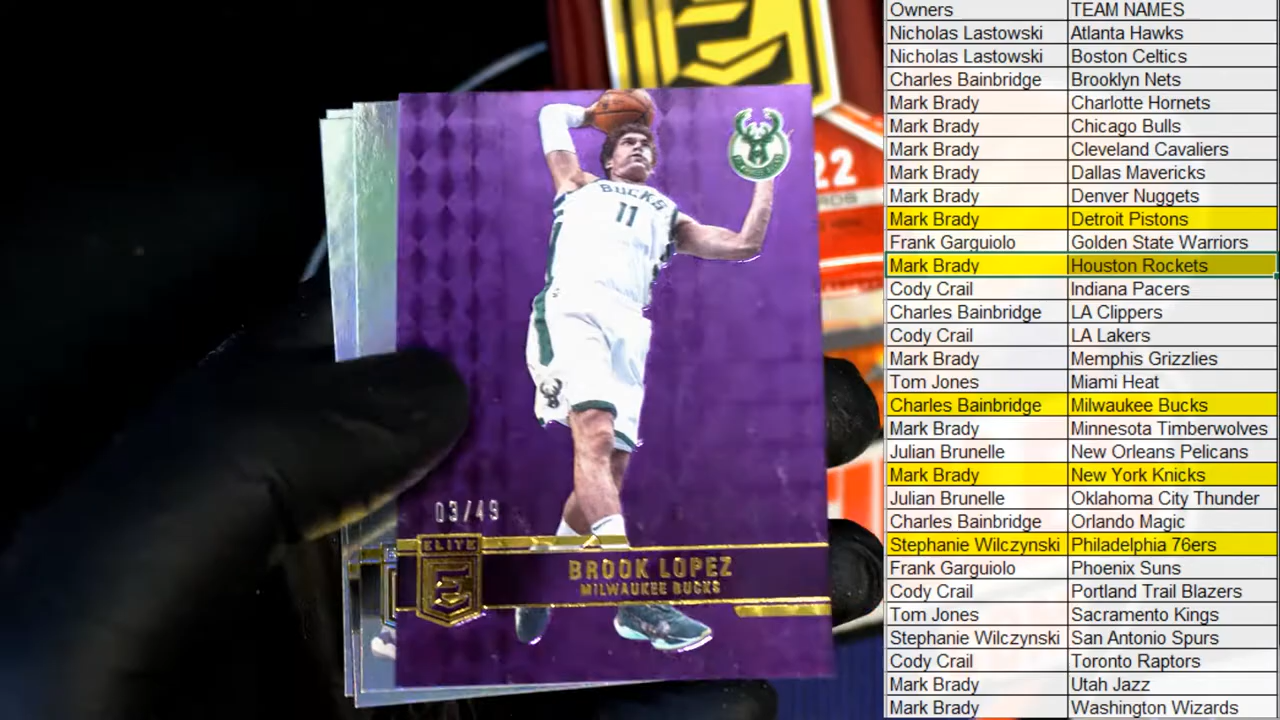 22
RDS
BUCKS
11
03/49
ELITE
BROOK LOPEZ
MILWAUKEE BUCKS
Owners TEAM NAMES
Nicholas Lastowski Atlanta Hawks
Nicholas Lastowski Boston Celtics
Charles Bainbridge Brooklyn Nets
Mark Brady Charlotte Hornets
Mark Brady Chicago Bulls
Mark Brady Cleveland Cavaliers
Mark Brady Dallas Mavericks
Mark Brady Denver Nuggets
Mark Brady Detroit Pistons
Frank Garguiolo Golden State Warriors
Mark Brady Houston Rockets
Cody Crail Indiana Pacers
Charles Bainbridge LA Clippers
Cody Crail LA Lakers
Mark Brady Memphis Grizzlies
Tom Jones Miami Heat
Charles Bainbridge Milwaukee Bucks
Mark Brady Minnesota Timberwolves
Julian Brunelle New Orleans Pelicans
Mark Brady New York Knicks
Julian Brunelle Oklahoma City Thunder
Charles Bainbridge Orlando Magic
Stephanie Wilczynski Philadelphia 76ers
Frank Garguiolo Phoenix Suns
Cody Crail Portland Trail Blazers
Tom Jones Sacramento Kings
Stephanie Wilczynski San Antonio Spurs
Cody Crail Toronto Raptors
Mark Brady Utah Jazz
Mark Brady Washington Wizards